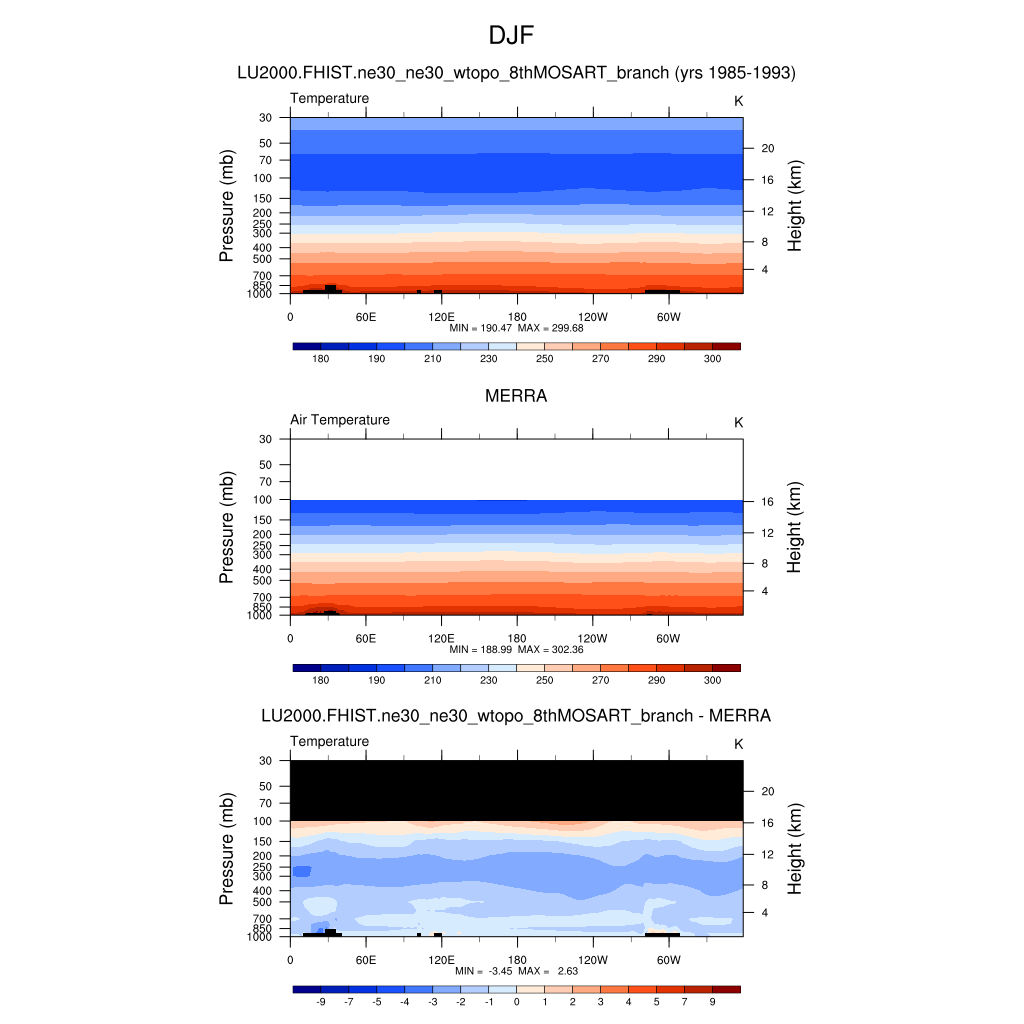 DJF
LU2000.FHIST.ne30_ne30_wtopo_8thMOSART_branch (yrs 1985-1993)
Temperature K
Pressure (mb)
30
50
70
100
150
200
250
300
400
500
700
850
1000
20
16
12
8
4
Height (km)
0 60E 120E 180 120W 60W
MIN = 190.47 MAX = 299.68
180 190 210 230 250 270 290 300
MERRA
Air Temperature K
Pressure (mb)
30
50
70
100
150
200
250
300
400
500
700
850
1000
16
12
8
4
Height (km)
0 60E 120E 180 120W 60W
MIN = 188.99 MAX = 302.36
180 190 210 230 250 270 290 300
LU2000.FHIST.ne30_ne30_wtopo_8thMOSART_branch - MERRA
Temperature K
Pressure (mb)
30
50
70
100
150
200
250
300
400
500
700
850
1000
20
16
12
8
4
Height (km)
0 60E 120E 180 120W 60W
MIN = -3.45 MAX = 2.63
-9 -7 -5 -4 -3 -2 -1 0 1 2 3 4 5 7 9